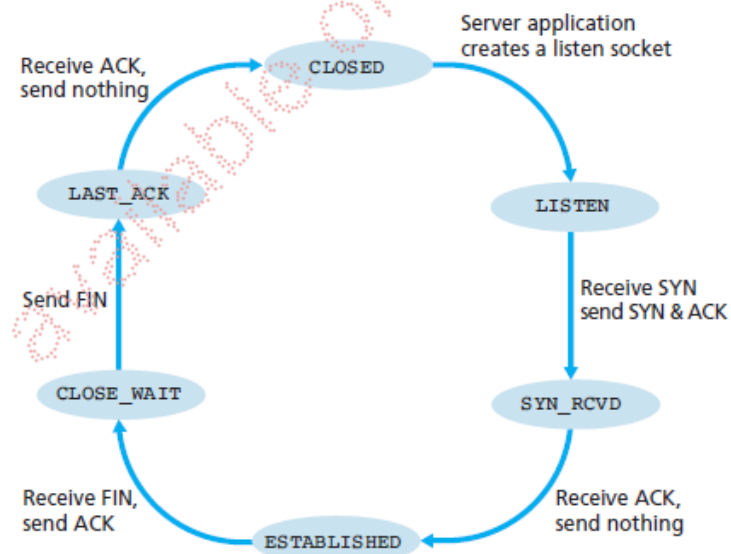 Server application
creates a listen socket
Receive ACK,
send nothing
CLOSED
LAST_ACK
LISTEN
Send FIN
Receive SYN
send SYN & ACK
CLOSE_WAIT
SYN_RCVD
Receive FIN,
send ACK
Receive ACK,
send nothing
ESTABLISHED
available